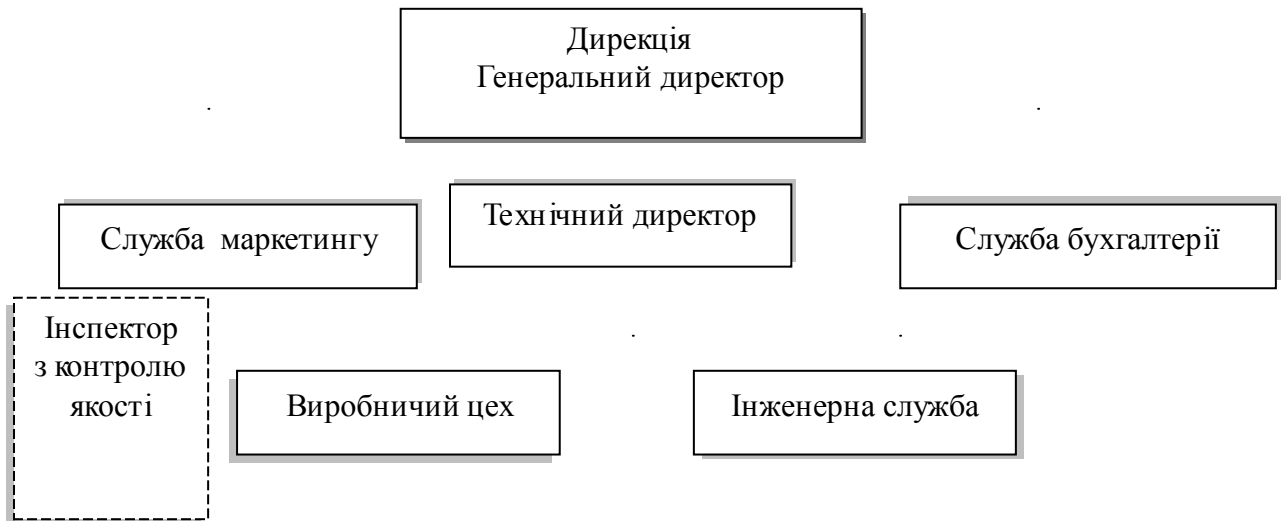 Дирекція
Генеральний директор
Технічний директор
Служба маркетингу
Служба бухгалтерії
Інспектор
з контролю
якості
Виробничий цех
Інженерна служба